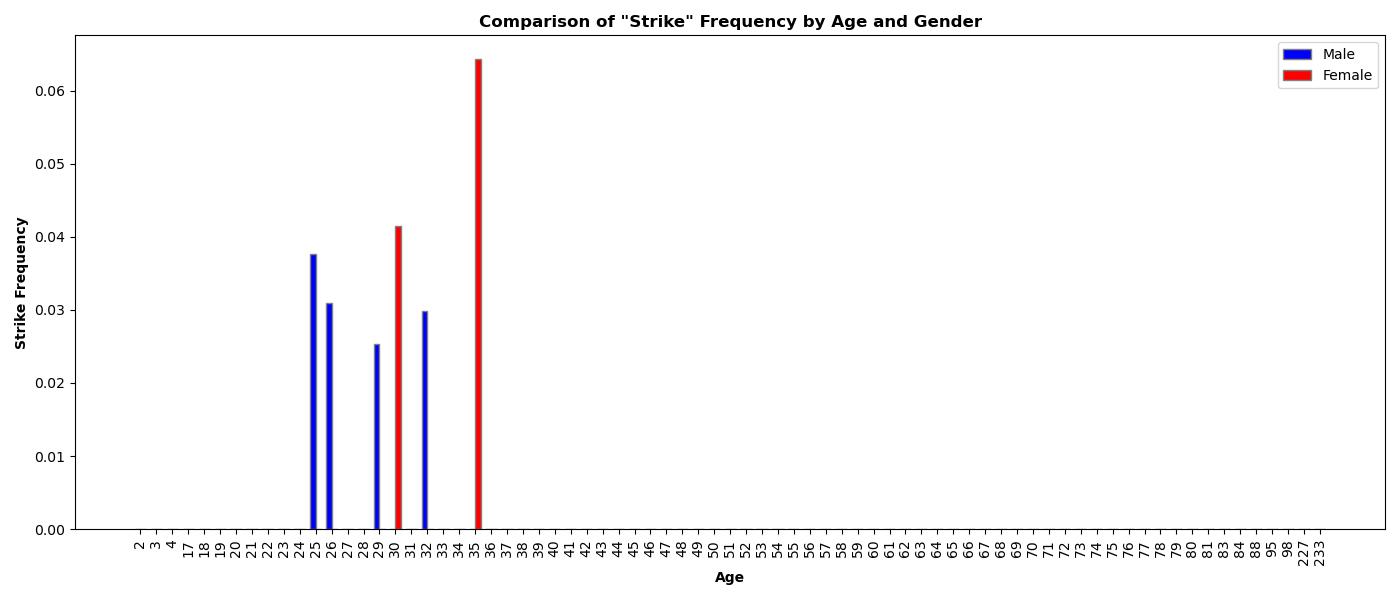 Comparison of "Strike" Frequency by Age and Gender
Male
Female
0.06
0.05
0.04
0.03
0.02
0.01
0.00
Strike Frequency
2 3 4 17 18 19 20 21 22 23 24 25 26 27 28 29 30 31 32 33 34 35 36 37 38 39 40 41 42 43 44 45 46 47 48 49 50 51 52 53 54 55 56 57 58 59 60 61 62 63 64 65 66 67 68 69 70 71 72 73 74 75 76 77 78 79 80 81 83 84 88 95 98 227 233
Age